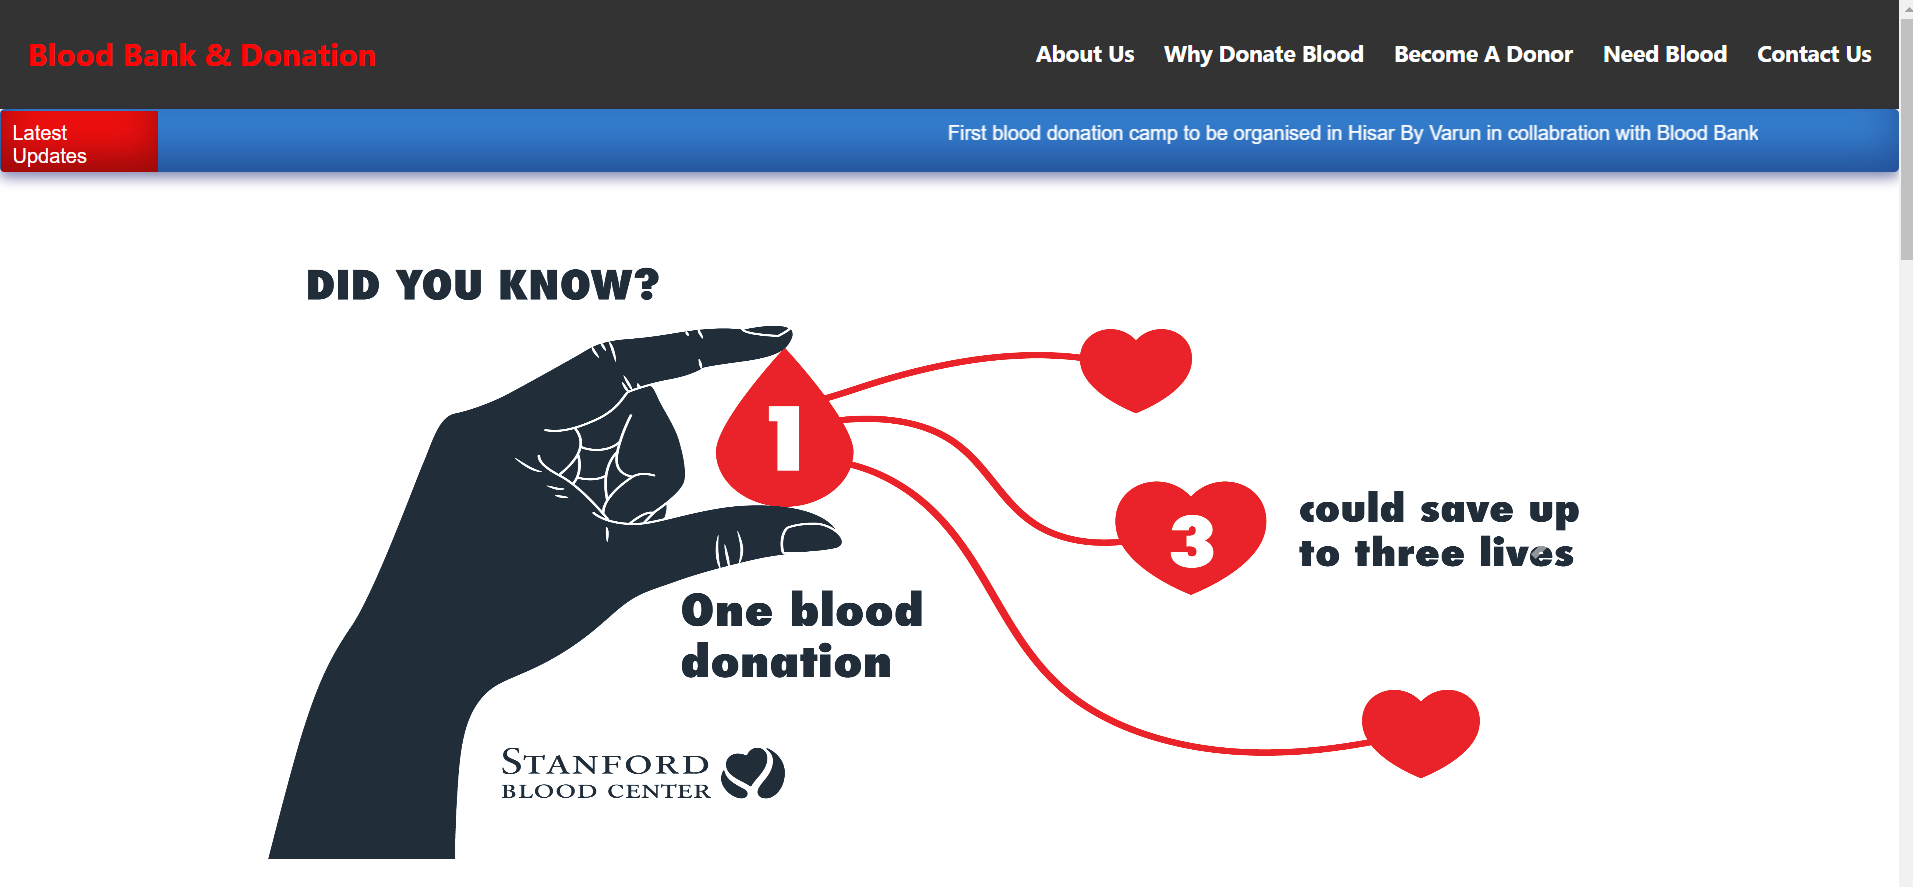 Blood Bank & Donation
About Us Why Donate Blood Become A Donor Need Blood Contact Us
Latest
Updates
First blood donation camp to be organised in Hisar By Varun in collabration with Blood Bank
DID YOU KNOW?
1
3
could save up
to three lives
One blood
donation
STANFORD
BLOOD CENTER